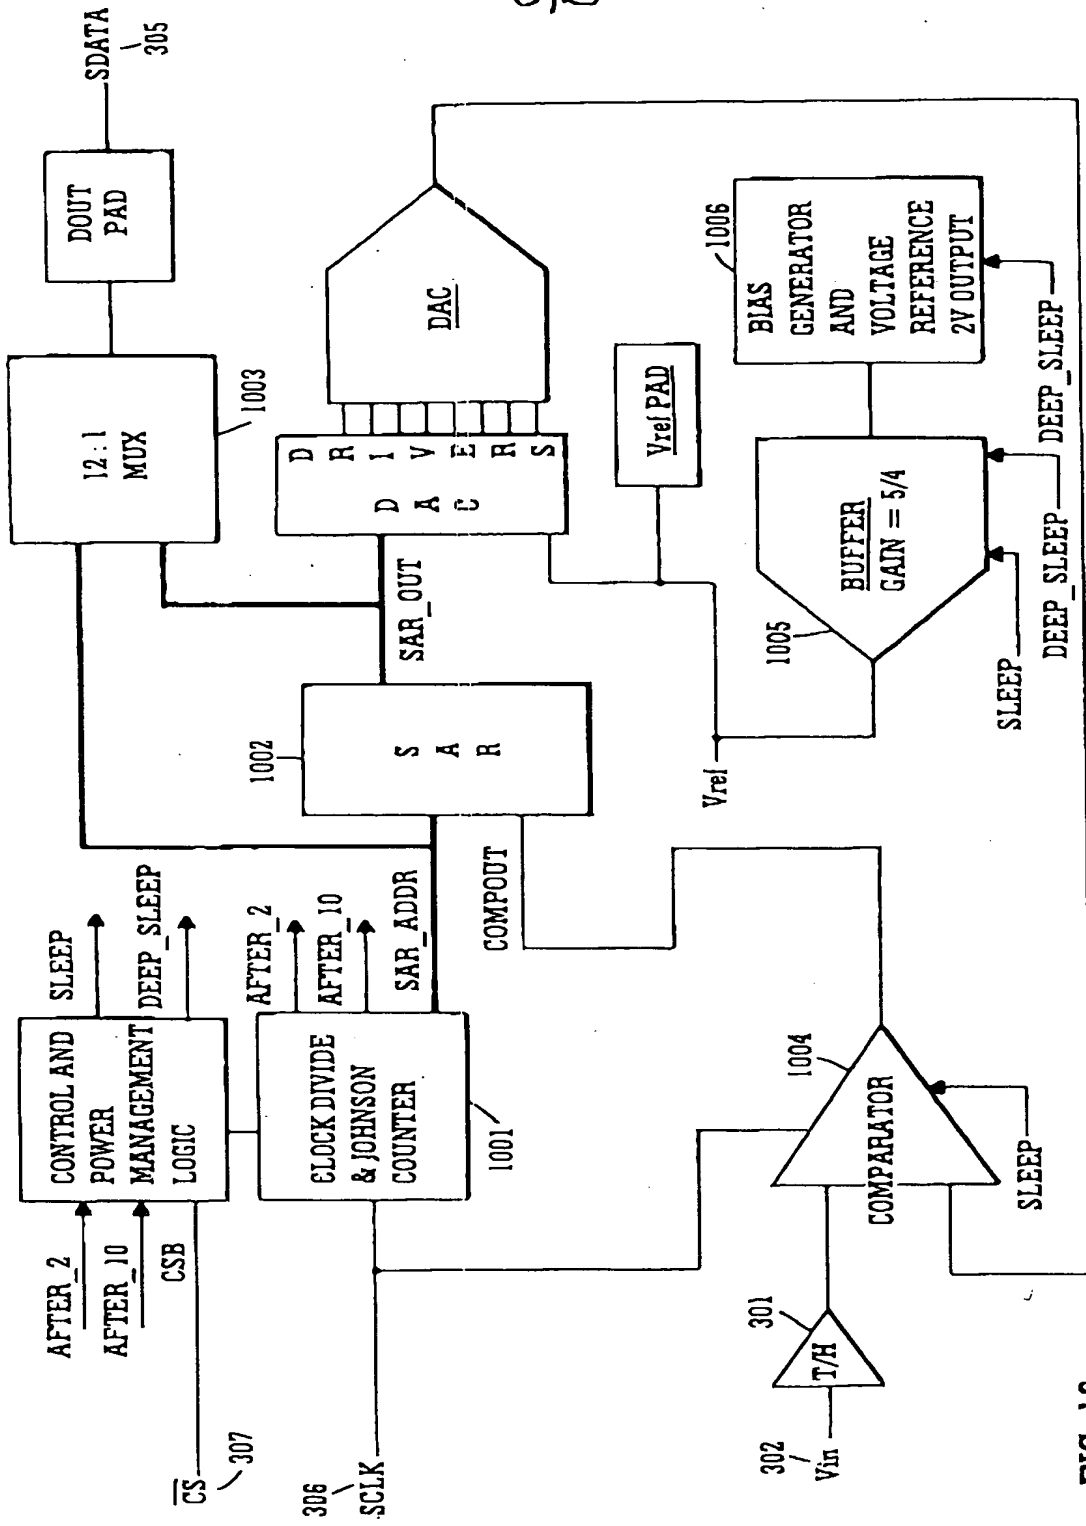 CONTROL AND
POWER
MANAGEMENT
LOGIC
AFTER_2
AFTER_10
CSB
CS
307
SLEEP
DEEP_SLEEP
CLOCK DIVIDE
& JOHNSON
COUNTER
1001
306
SCLK
AFTER_2
AFTER_10
SAR_ADDR
COMPOUT
1002
S
A
R
SAR_OUT
12:1
MUX
1003
DOUT
PAD
SDATA
305
DAC
DRIVERS
DAC
302
Vin
301
T/H
1004
COMPARATOR
SLEEP
Vref
Vref PAD
1005
BUFFER
GAIN = 5/4
SLEEP
DEEP_SLEEP
1006
BIAS
GENERATOR
AND
VOLTAGE
REFERENCE
2V OUTPUT
DEEP_SLEEP